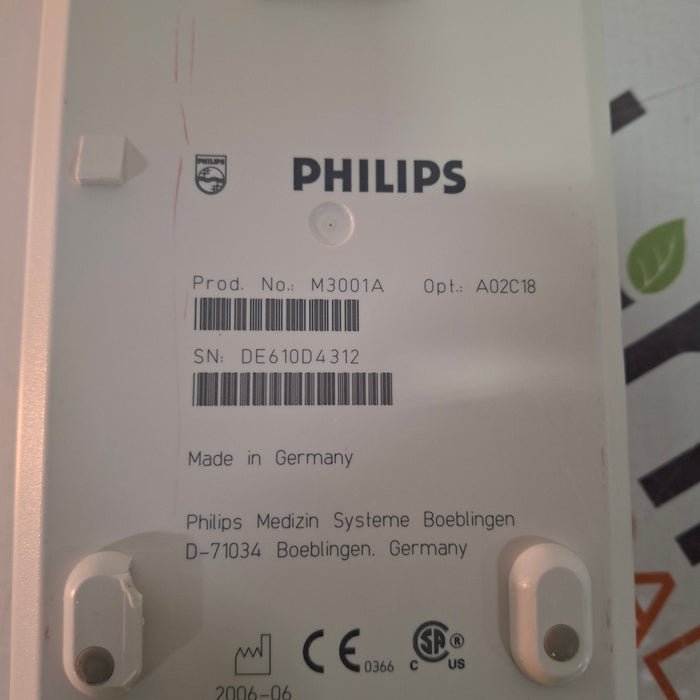 PHILIPS
PHILIPS
Prod. No.: M3001A Opt.: A02C18
SN: DE610D4312
Made in Germany
Philips Medizin Systeme Boeblingen
D-71034 Boeblingen, Germany
CE 0366
C SA ® US
2006-06